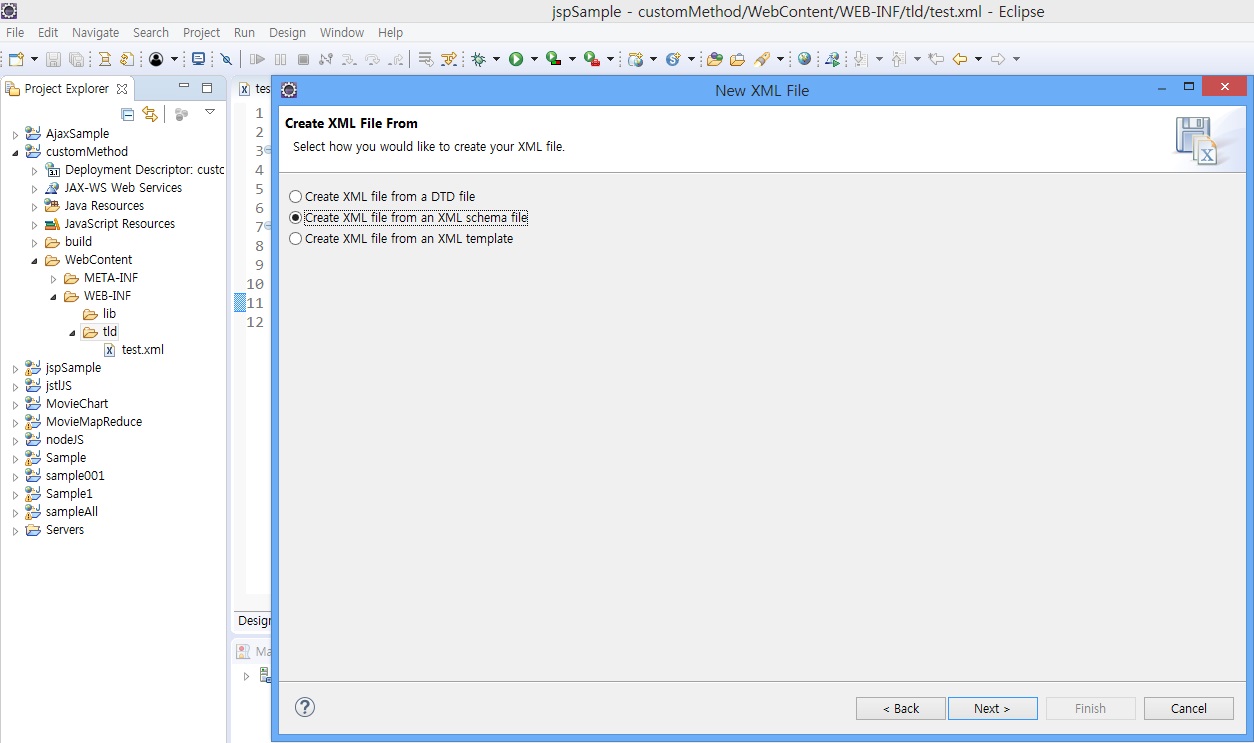 jspSample - customMethod/WebContent/WEB-INF/tld/test.xml - Eclipse
File Edit Navigate Search Project Run Design Window Help
Project Explorer
AjaxSample
customMethod
Deployment Descriptor: custc
JAX-WS Web Services
Java Resources
JavaScript Resources
build
WebContent
META-INF
WEB-INF
lib
tld
test.xml
jspSample
jstlJS
MovieChart
MovieMapReduce
nodeJS
Sample
sample001
Sample1
sampleAll
Servers
tes
1
2
3
4
5
6
7
8
9
10
11
12
Design
Ma
New XML File
Create XML File From
Select how you would like to create your XML file.
Create XML file from a DTD file
Create XML file from an XML schema file
Create XML file from an XML template
< Back Next > Finish Cancel